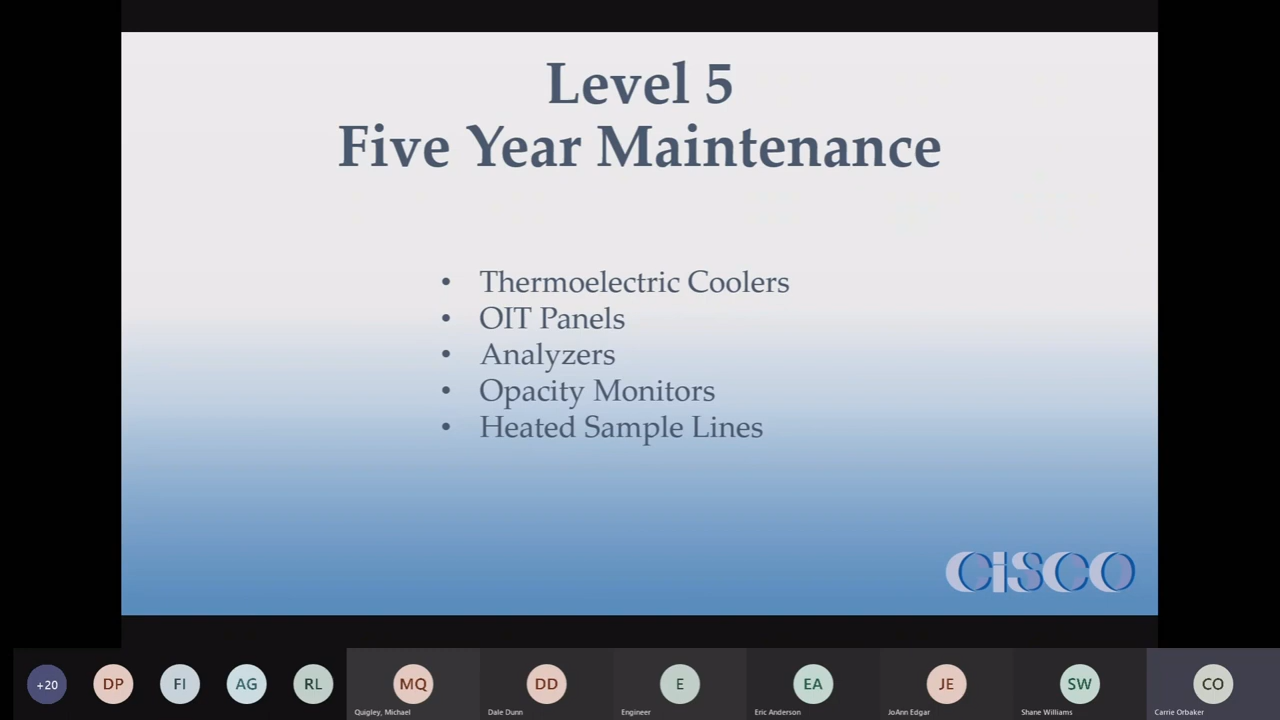 Level 5
Five Year Maintenance
• Thermoelectric Coolers
• OIT Panels
• Analyzers
• Opacity Monitors
• Heated Sample Lines
CiSCO
+20
DP
FI
AG
RL
MQ
DD
E
EA
JE
SW
CO
Quigley, Michael
Dale Dunn
Engineer
Eric Anderson
JoAnn Edgar
Shane Williams
Carrie Orbaker